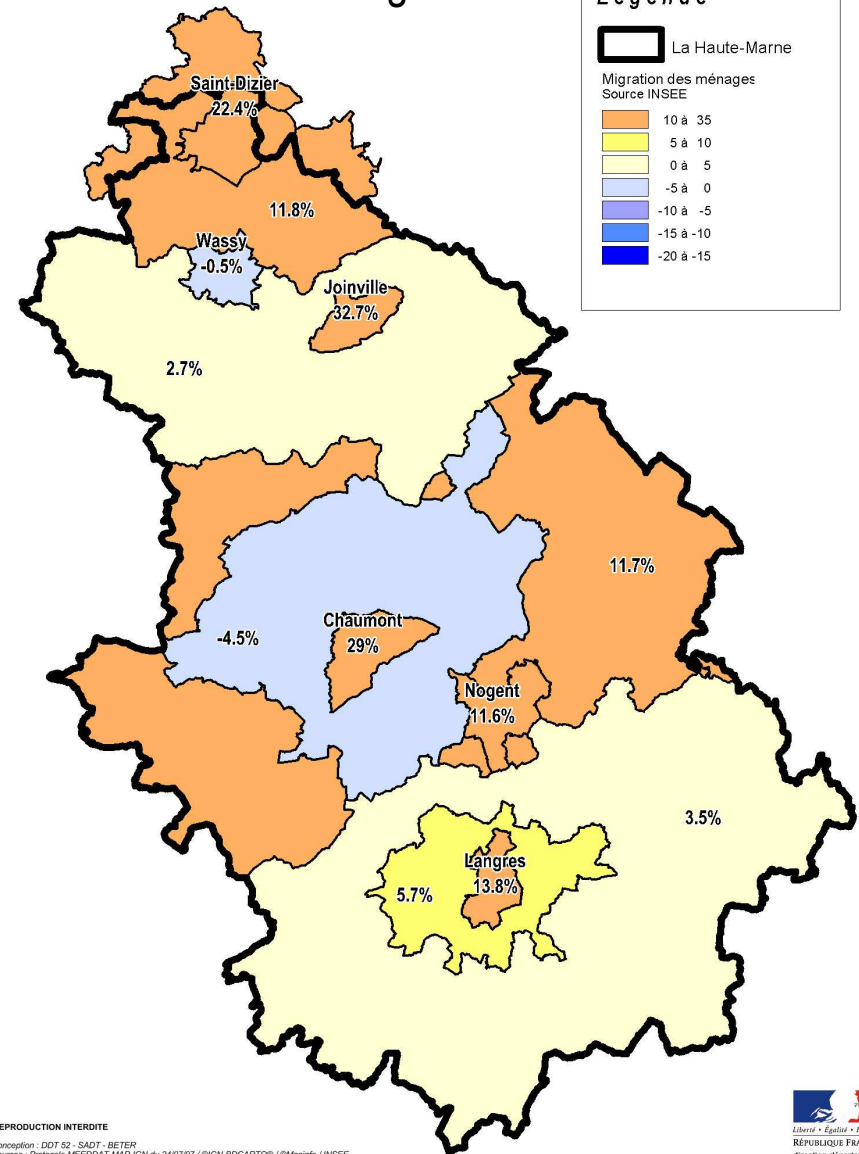 Légende
La Haute-Marne
Migration des ménages
Source INSEE
10 à 35
5 à 10
0 à 5
-5 à 0
-10 à -5
-15 à -10
-20 à -15
Saint-Dizier
22.4%
11.8%
Wassy
-0.5%
Joinville
32.7%
2.7%
11.7%
Chaumont
29%
-4.5%
Nogent
11.6%
3.5%
Langres
13.8%
5.7%
REPRODUCTION INTERDITE
Conception : DDT 52 - SADT - BETER
Liberté • Égalité •
RÉPUBLIQUE FRA